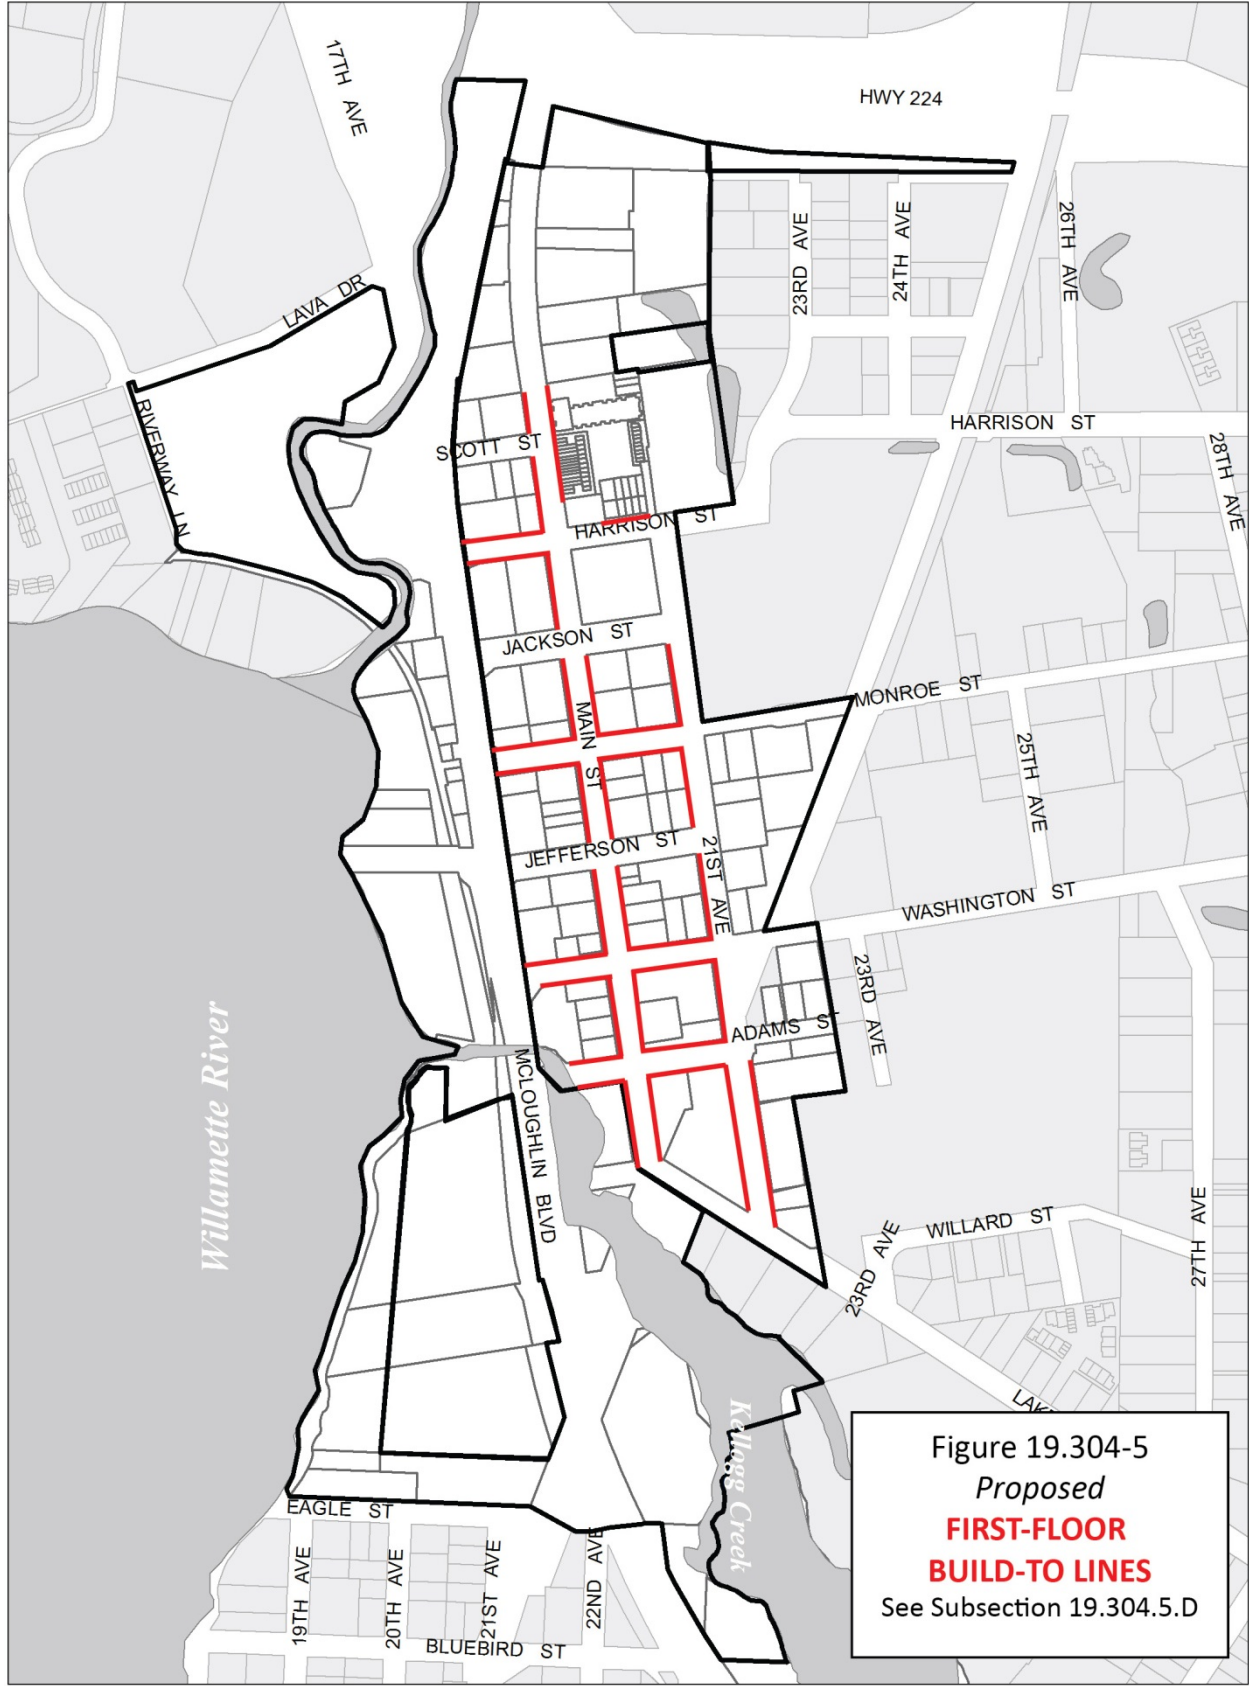 17TH AVE
HWY 224
26TH AVE
23RD AVE
24TH AVE
LAVA DR
RIVERWAY LN
SCOTT ST
HARRISON ST
HARRISON ST
28TH AVE
JACKSON ST
MONROE ST
MAIN ST
25TH AVE
JEFFERSON ST
21ST AVE
WASHINGTON ST
23RD AVE
ADAMS ST
Willamette River
MCLOUGHLIN BLVD
WILLARD ST
23RD AVE
27TH AVE
LAKE
Kellogg Creek
EAGLE ST
19TH AVE
20TH AVE
21ST AVE
22ND AVE
BLUEBIRD ST
Figure 19.304-5
Proposed
FIRST-FLOOR
BUILD-TO LINES
See Subsection 19.304.5.D